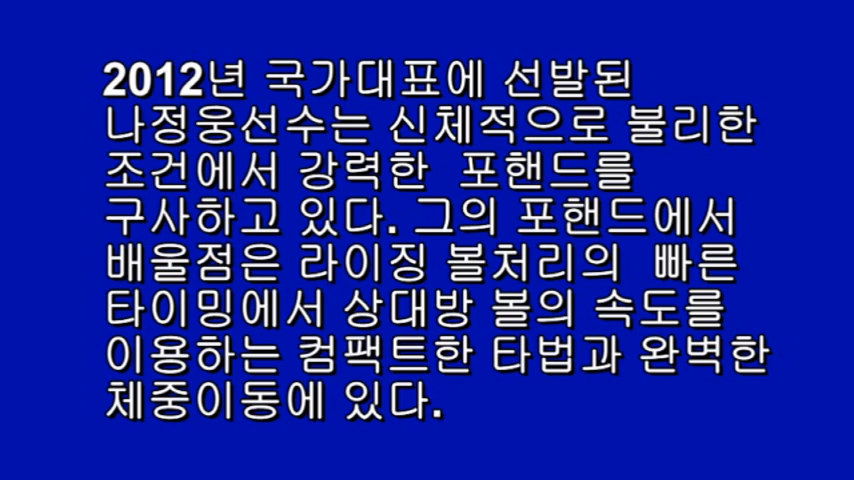 2012년 국가대표에 선발된
나정웅선수는 신체적으로 불리한
조건에서 강력한 포핸드를
구사하고 있다. 그의 포핸드에서
배울점은 라이징 볼처리의 빠른
타이밍에서 상대방 볼의 속도를
이용하는 컴팩트한 타법과 완벽한
체중이동에 있다.